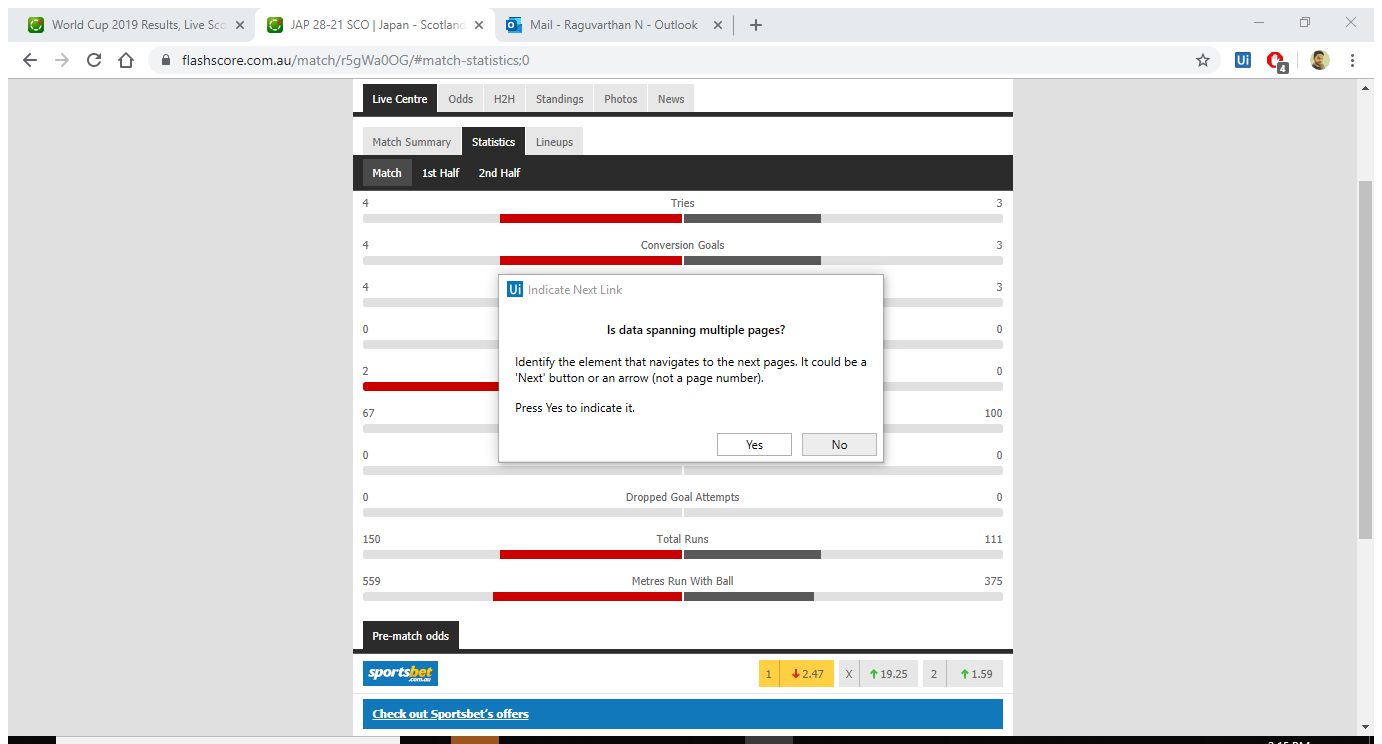 World Cup 2019 Results, Live Sco
JAP 28-21 SCO | Japan - Scotland
Mail - Raguvarthan N - Outlook
flashscore.com.au/match/r5gWa0OG/#match-statistics;0
Ui
4
Live Centre Odds H2H Standings Photos News
Match Summary Statistics Lineups
Match 1st Half 2nd Half
4 Tries 3
4 Conversion Goals 3
4 3
0 0
2 0
67 100
0 0
Ui Indicate Next Link
Is data spanning multiple pages?
Identify the element that navigates to the next pages. It could be a
'Next' button or an arrow (not a page number).
Press Yes to indicate it.
Yes No
0 Dropped Goal Attempts 0
150 Total Runs 111
559 Metres Run With Ball 375
Pre-match odds
sportsbet .com.au 1 2.47 X 19.25 2 1.59
Check out Sportsbet's offers